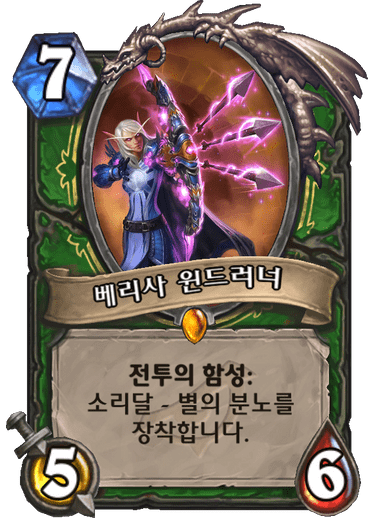 7
베리사 윈드러너
전투의 함성:
소리달 - 별의 분노를
장착합니다.
5
6